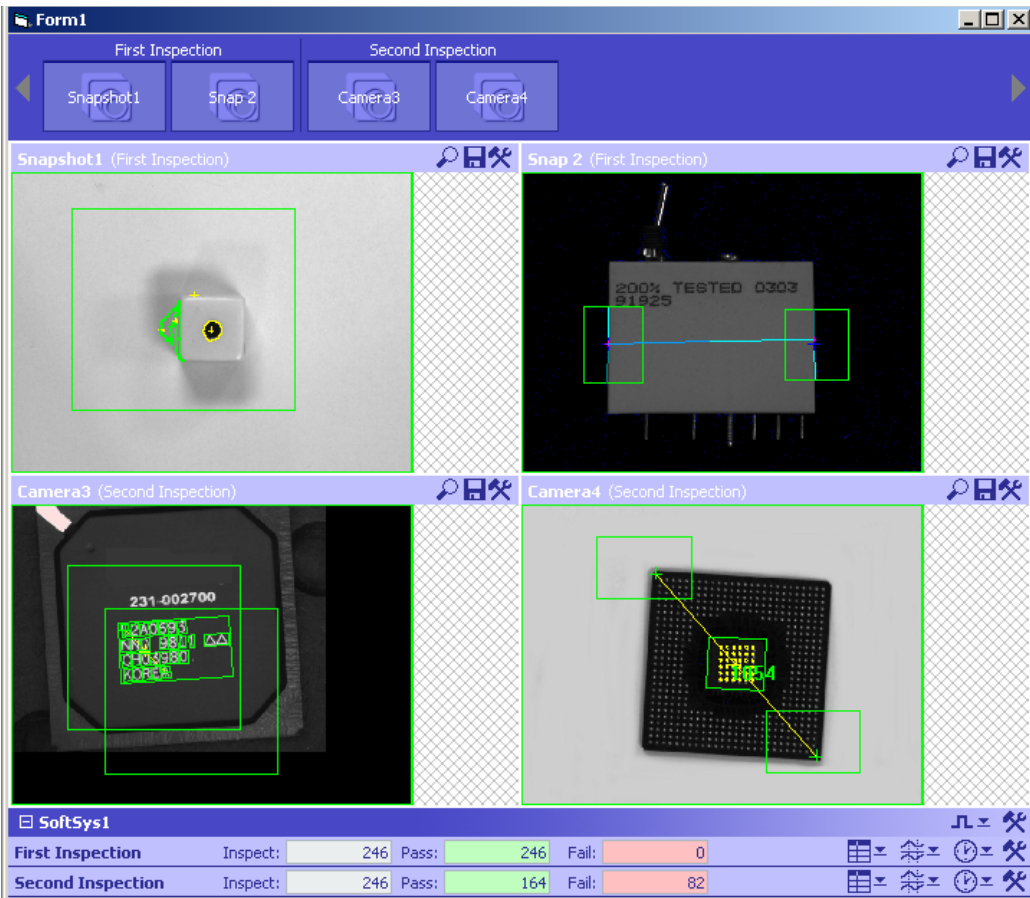 Form1
First Inspection Second Inspection
Snapshot1 Snap 2 Camera3 Camera4
Snapshot1 (First Inspection)
Snap 2 (First Inspection)
200% TESTED 0303
91925
Camera3 (Second Inspection)
Camera4 (Second Inspection)
231-002700
KOREA
SoftSys1
First Inspection Inspect: 246 Pass: 246 Fail: 0
Second Inspection Inspect: 246 Pass: 164 Fail: 82